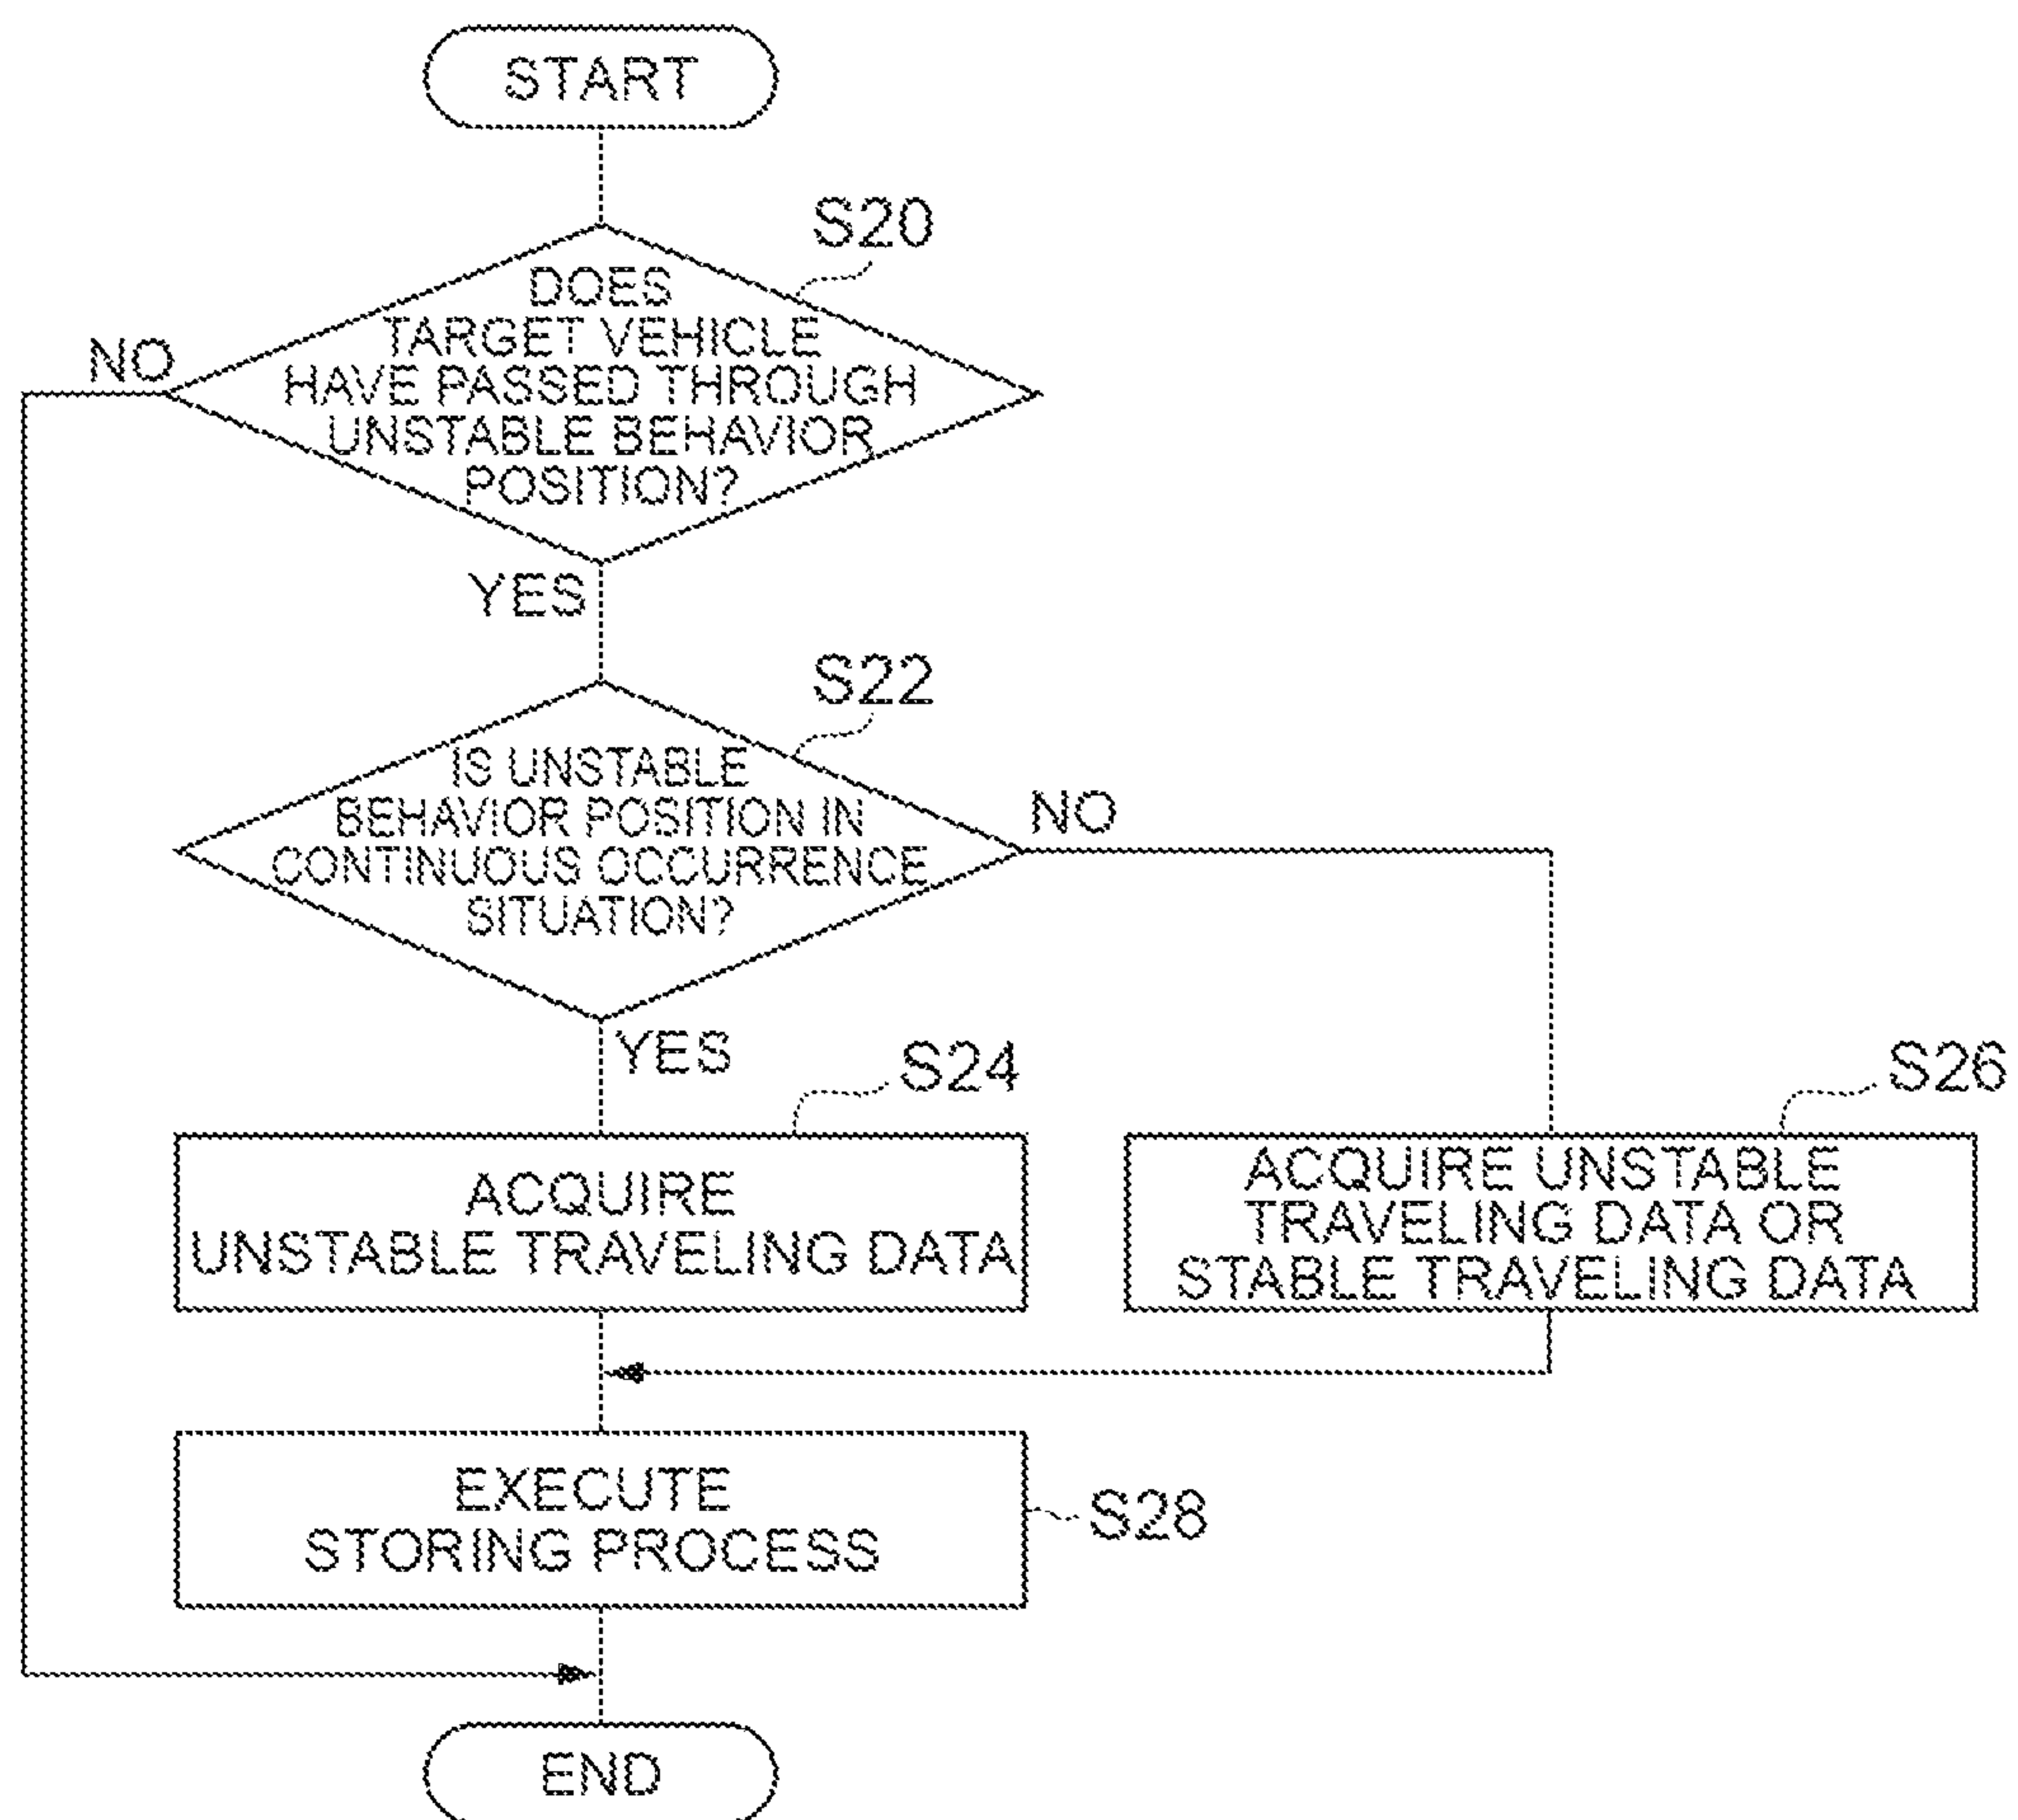 START
S20
DOES
TARGET VEHICLE
HAVE PASSED THROUGH
UNSTABLE BEHAVIOR
POSITION?
NO
YES
S22
IS UNSTABLE
BEHAVIOR POSITION IN
CONTINUOUS OCCURRENCE
SITUATION?
NO
YES
S24
ACQUIRE
UNSTABLE TRAVELING DATA
S26
ACQUIRE UNSTABLE
TRAVELING DATA OR
STABLE TRAVELING DATA
EXECUTE
STORING PROCESS
S28
END